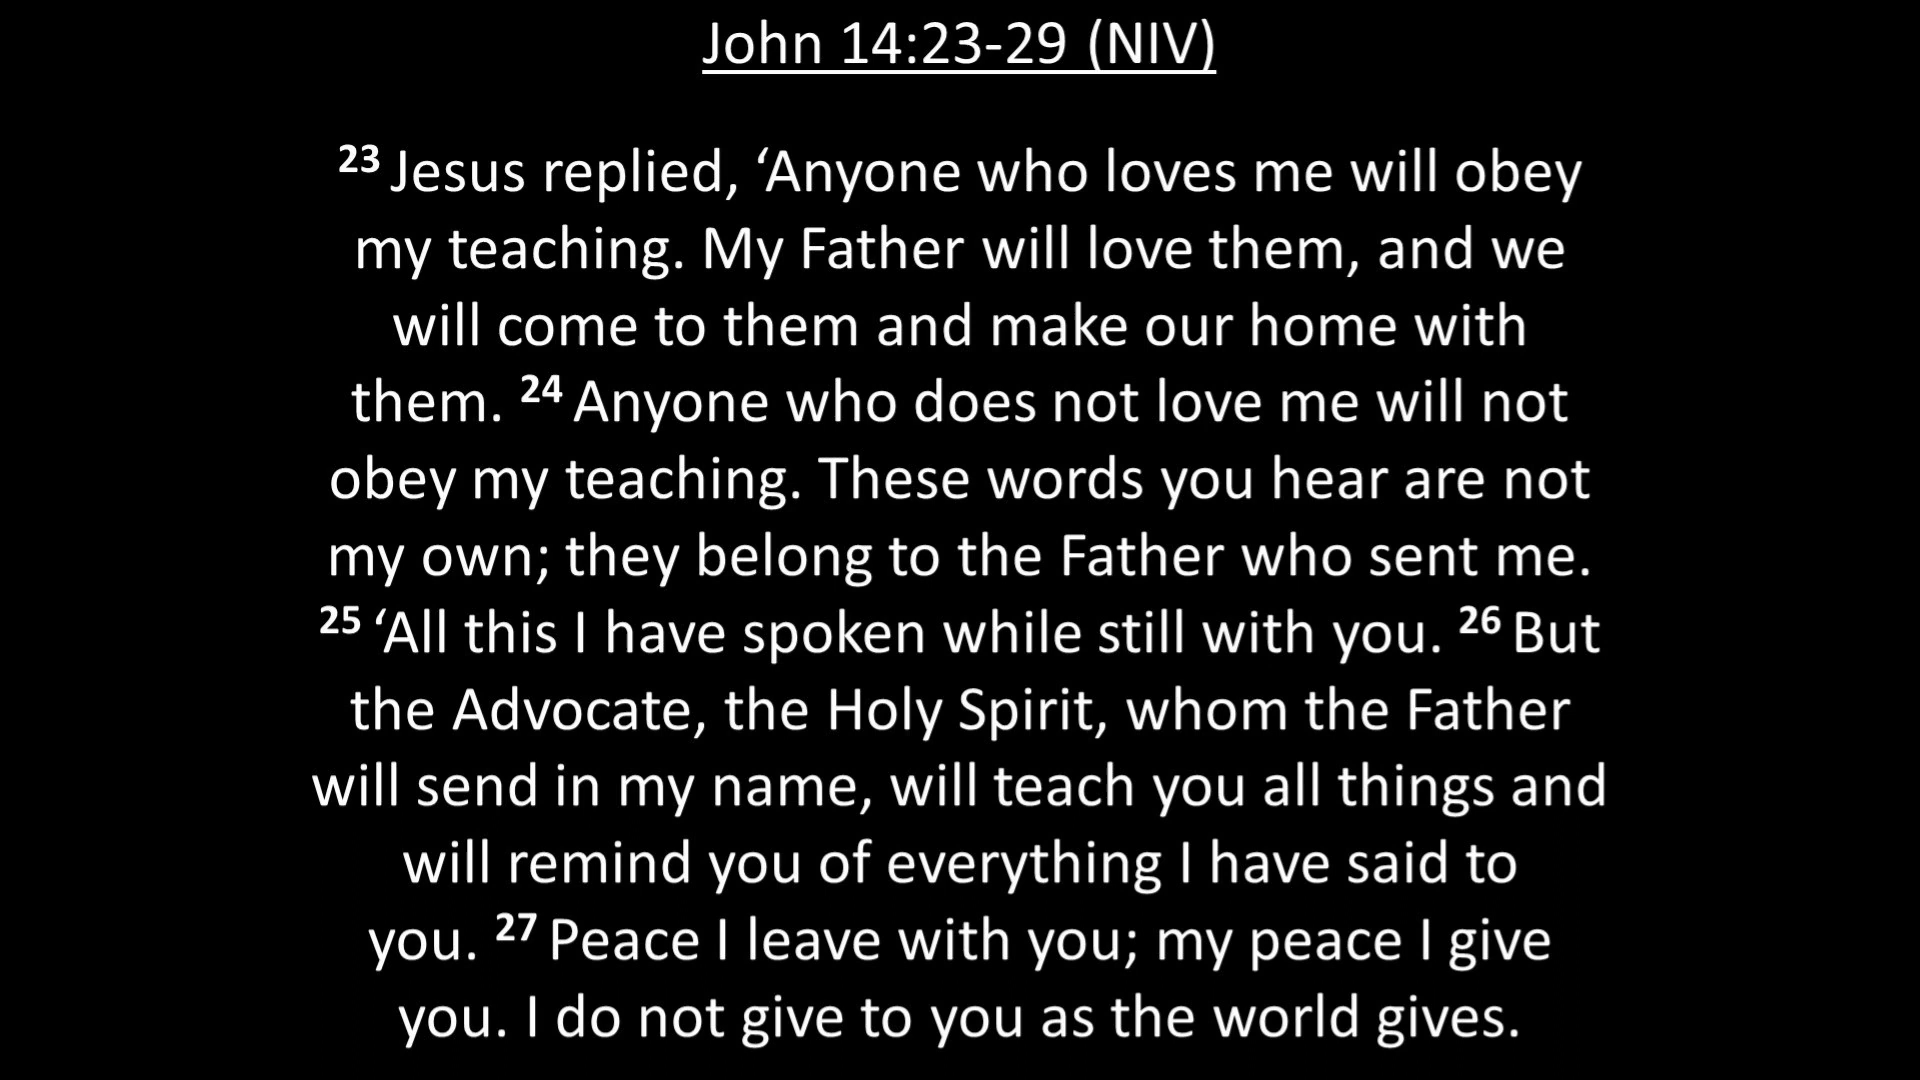 John 14:23-29 (NIV)
23 Jesus replied, ‘Anyone who loves me will obey
my teaching. My Father will love them, and we
will come to them and make our home with
them. 24 Anyone who does not love me will not
obey my teaching. These words you hear are not
my own; they belong to the Father who sent me.
25 ‘All this I have spoken while still with you. 26 But
the Advocate, the Holy Spirit, whom the Father
will send in my name, will teach you all things and
will remind you of everything I have said to
you. 27 Peace I leave with you; my peace I give
you. I do not give to you as the world gives.